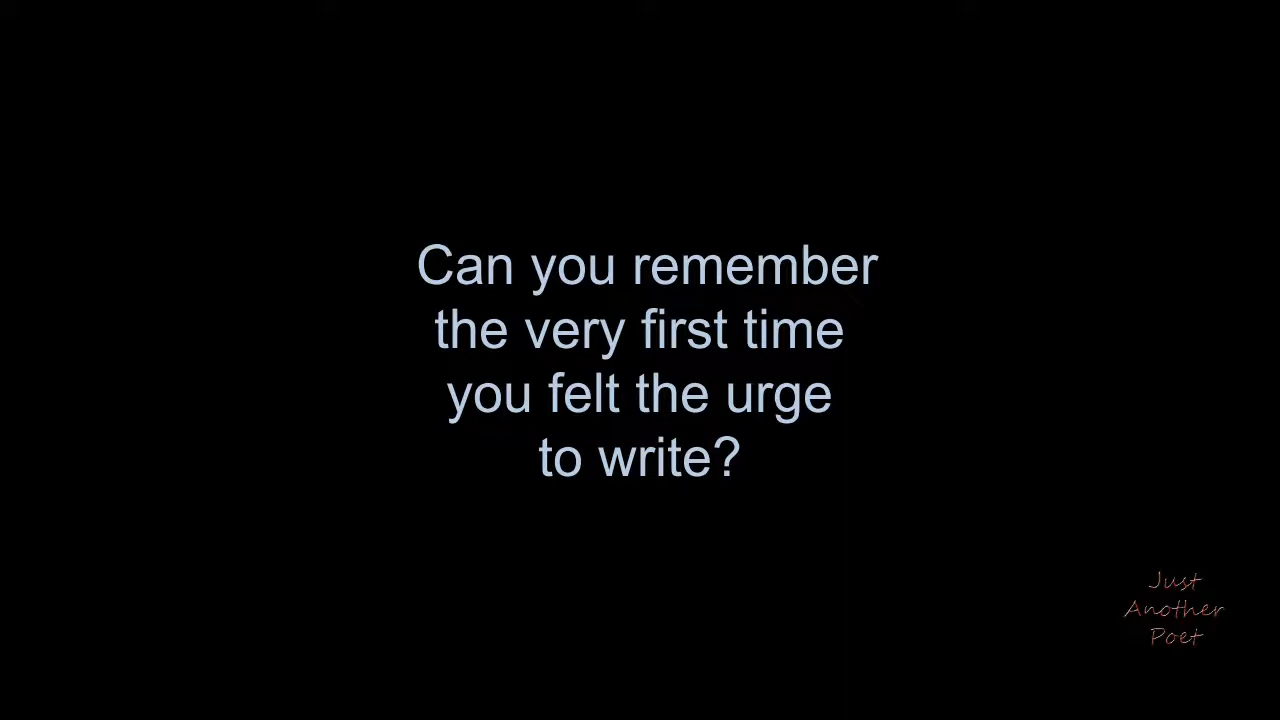 Can you remember
the very first time
you felt the urge
to write?
Just
Another
Poet